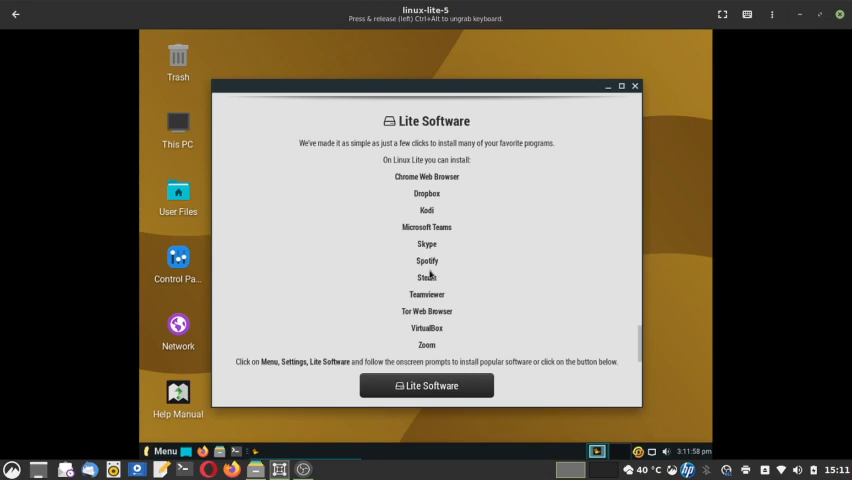 linux-lite-5
Press & release (left) Ctrl+Alt to ungrab keyboard.
Trash
This PC
User Files
Control Pa...
Network
Help Manual
Lite Software
We've made it as simple as just a few clicks to install many of your favorite programs.
On Linux Lite you can install:
Chrome Web Browser
Dropbox
Kodi
Microsoft Teams
Skype
Spotify
Steam
Teamviewer
Tor Web Browser
VirtualBox
Zoom
Click on Menu, Settings, Lite Software and follow the onscreen prompts to install popular software or click on the button below.
Lite Software
Menu
3:11:58 pm
40 °C
hp
15:11